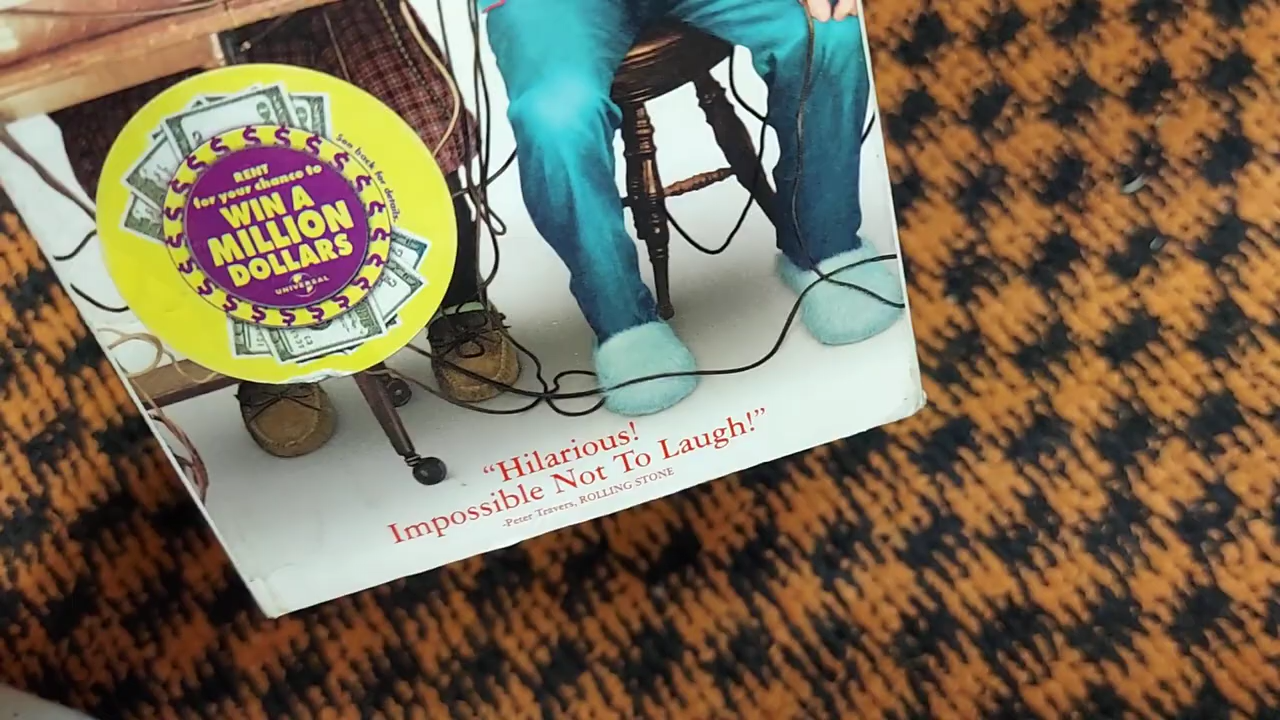 See back for details.
RENT
for your chance to
WIN A
MILLION
DOLLARS
UNIVERSAL
“Hilarious!
Impossible Not To Laugh!”
-Peter Travers, ROLLING STONE